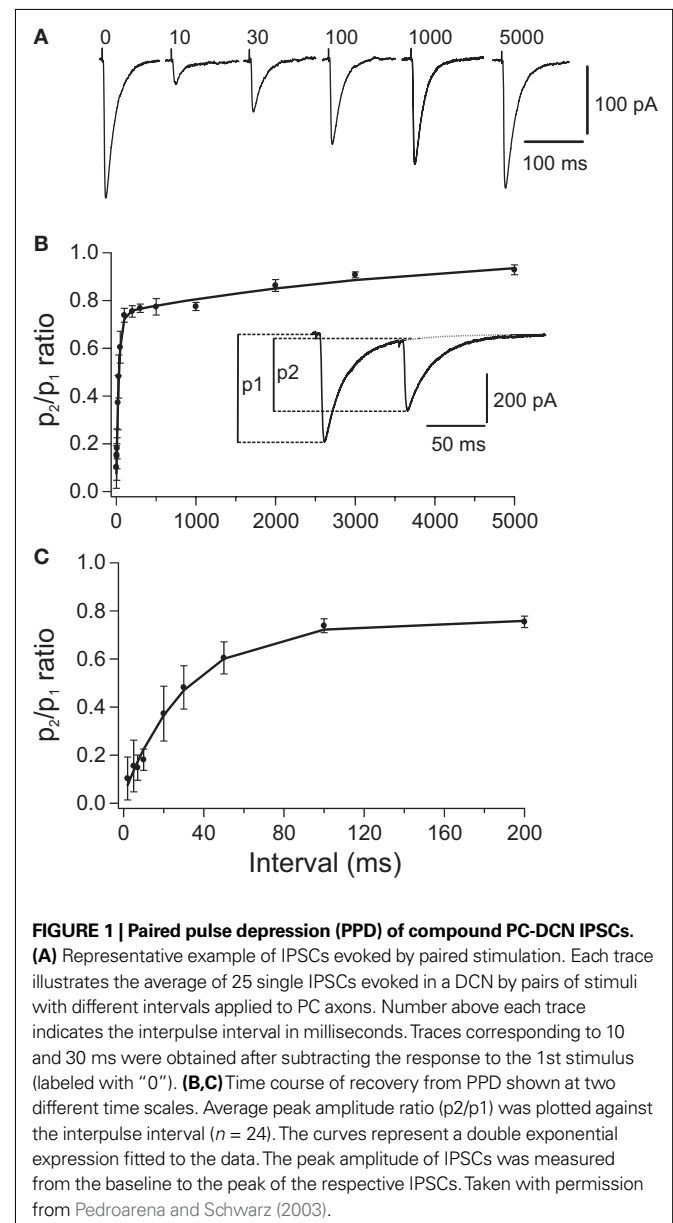 A
0 10 30 100 1000 5000
100 pA
100 ms
B
1.0
0.8
0.6
0.4
0.2
0.0
p₂/p₁ ratio
p1
p2
200 pA
50 ms
0 1000 2000 3000 4000 5000
C
1.0
0.8
0.6
0.4
0.2
0.0
p₂/p₁ ratio
0 40 80 120 160 200
Interval (ms)
FIGURE 1 | Paired pulse depression (PPD) of compound PC-DCN IPSCs.
(A) Representative example of IPSCs evoked by paired stimulation. Each trace
illustrates the average of 25 single IPSCs evoked in a DCN by pairs of stimuli
with different intervals applied to PC axons. Number above each trace
indicates the interpulse interval in milliseconds. Traces corresponding to 10
and 30 ms were obtained after subtracting the response to the 1st stimulus
(labeled with “0”). (B,C) Time course of recovery from PPD shown at two
different time scales. Average peak amplitude ratio (p2/p1) was plotted against
the interpulse interval (n = 24). The curves represent a double exponential
expression fitted to the data. The peak amplitude of IPSCs was measured
from the baseline to the peak of the respective IPSCs. Taken with permission
from Pedroarena and Schwarz (2003).